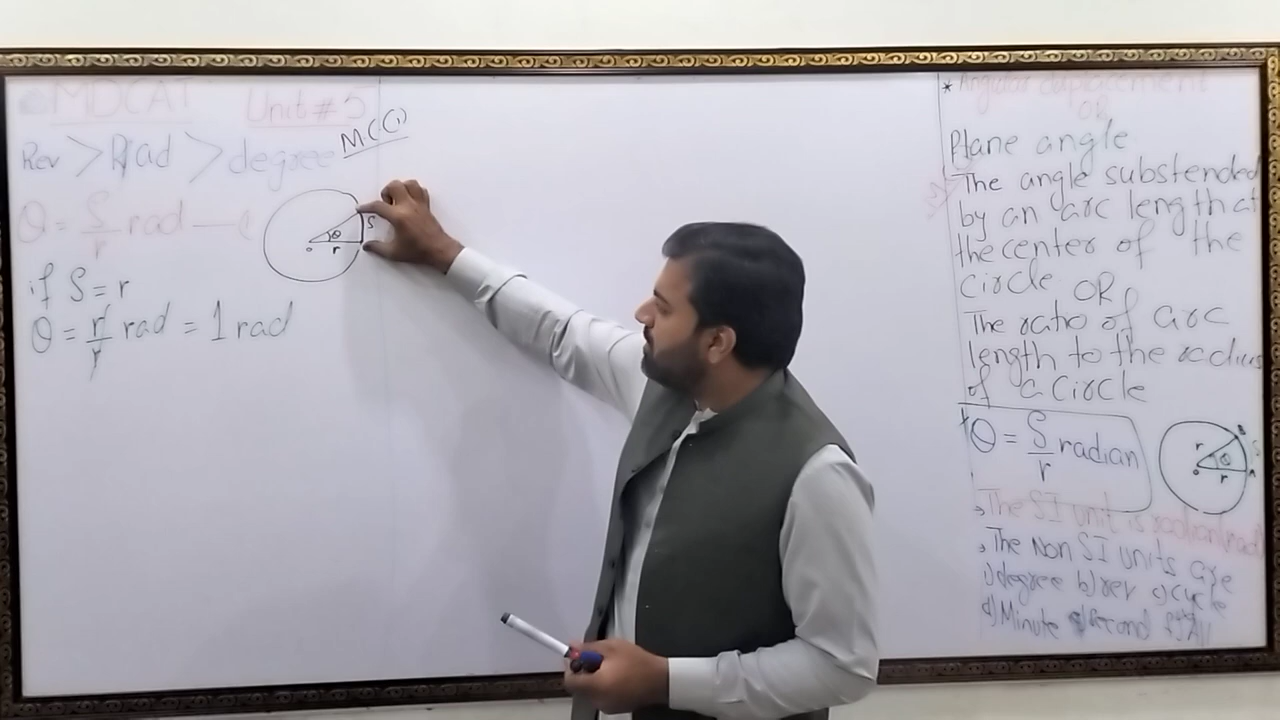 MDCAT Unit # 5
Rev > Rad > degree
MCQ
θ = S/r rad
S
θ
o r
if S = r
θ = r/r rad = 1 rad
* Angular displacement
OR
Plane angle
The angle substended
by an arc length at
the center of the
circle OR
The ratio of arc
length to the radius
of a Circle
θ = S/r radian
B
r S
θ
o r A
The SI unit is radian(rad)
The Non SI units are
i) degree b) rev c) cycle
d) Minute e) Second f) All